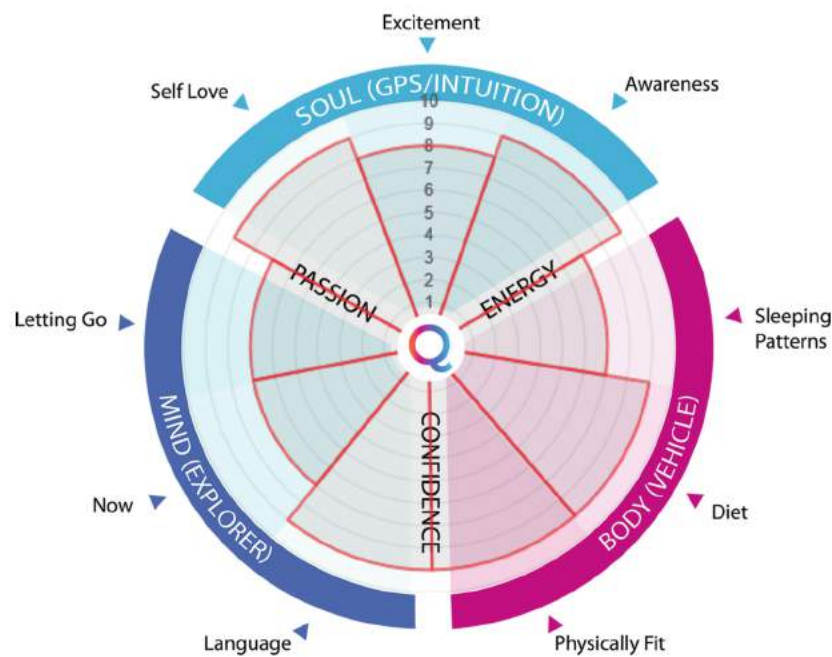 Excitement
Self Love
Awareness
SOUL (GPS/INTUITION)
10
9
8
7
6
5
4
3
2
1
PASSION
ENERGY
CONFIDENCE
Q
Letting Go
Sleeping
Patterns
MIND (EXPLORER)
BODY (VEHICLE)
Now
Diet
Language
Physically Fit